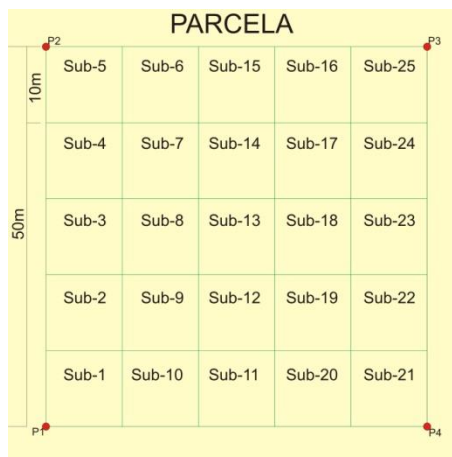 PARCELA
P2 P3
Sub-5 Sub-6 Sub-15 Sub-16 Sub-25
10m
Sub-4 Sub-7 Sub-14 Sub-17 Sub-24
50m
Sub-3 Sub-8 Sub-13 Sub-18 Sub-23
Sub-2 Sub-9 Sub-12 Sub-19 Sub-22
Sub-1 Sub-10 Sub-11 Sub-20 Sub-21
P1 P4